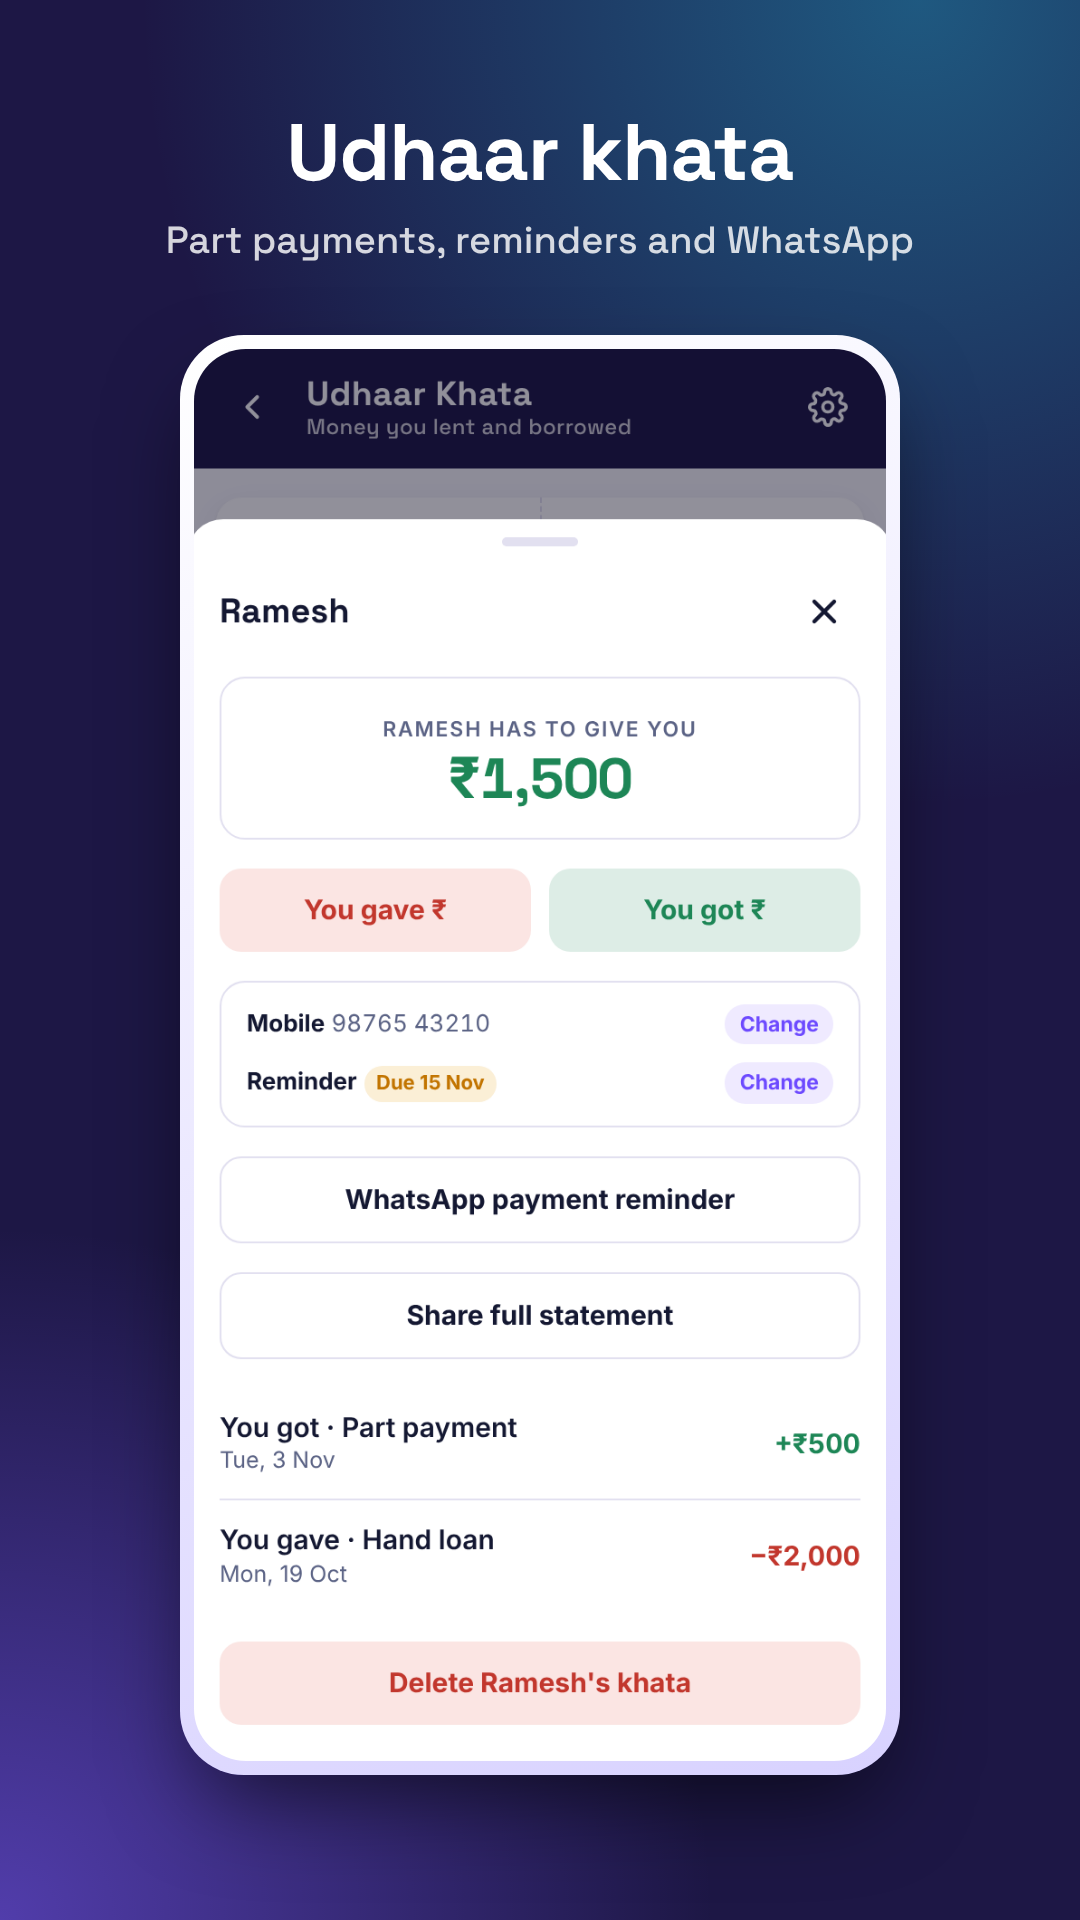 Udhaar khata
Part payments, reminders and WhatsApp
Udhaar Khata
Money you lent and borrowed
Ramesh
RAMESH HAS TO GIVE YOU
₹1,500
You gave ₹
You got ₹
Mobile 98765 43210
Change
Reminder Due 15 Nov
Change
WhatsApp payment reminder
Share full statement
You got · Part payment
Tue, 3 Nov
+₹500
You gave · Hand loan
Mon, 19 Oct
−₹2,000
Delete Ramesh's khata